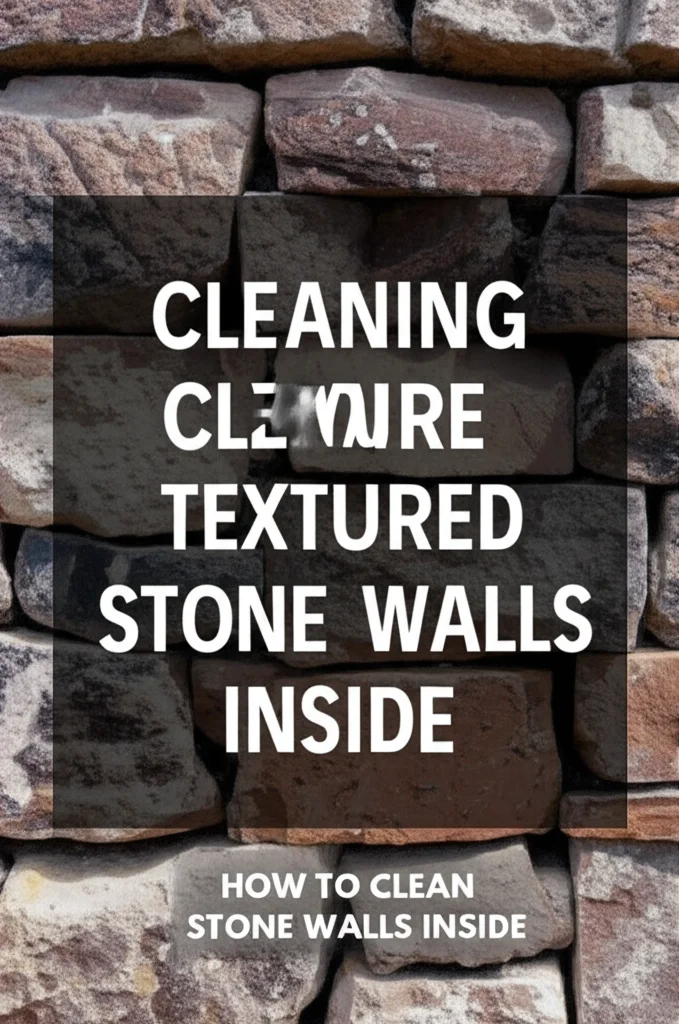 CLEANING
TEXTURED
STONE WALLS
INSIDE
HOW TO CLEAN
STONE WALLS INSIDE